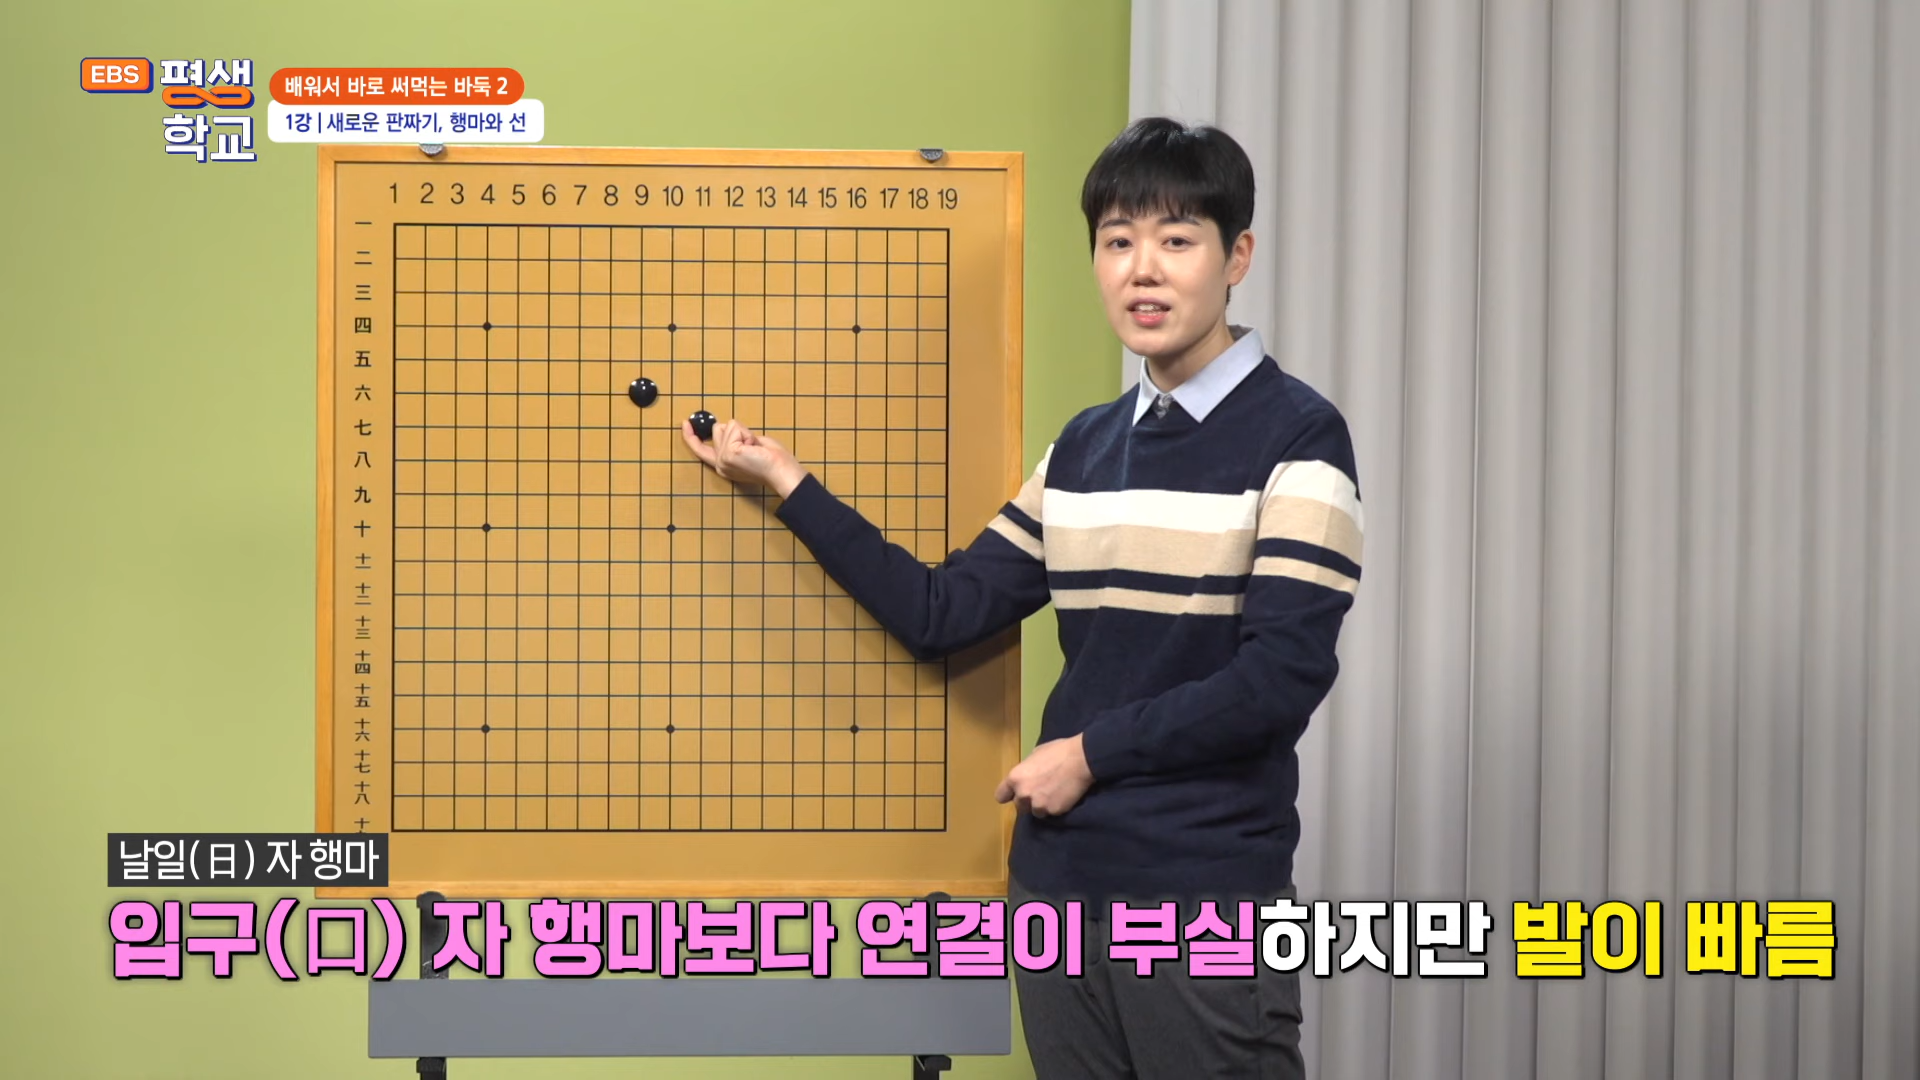 EBS 평생
학교
배워서 바로 써먹는 바둑 2
1강 | 새로운 판짜기, 행마와 선
1 2 3 4 5 6 7 8 9 10 11 12 13 14 15 16 17 18 19
一
二
三
四
五
六
七
八
九
十
十一
十二
十三
十四
十五
十六
十七
十八
날일(日) 자 행마
입구(口) 자 행마보다 연결이 부실하지만 발이 빠름